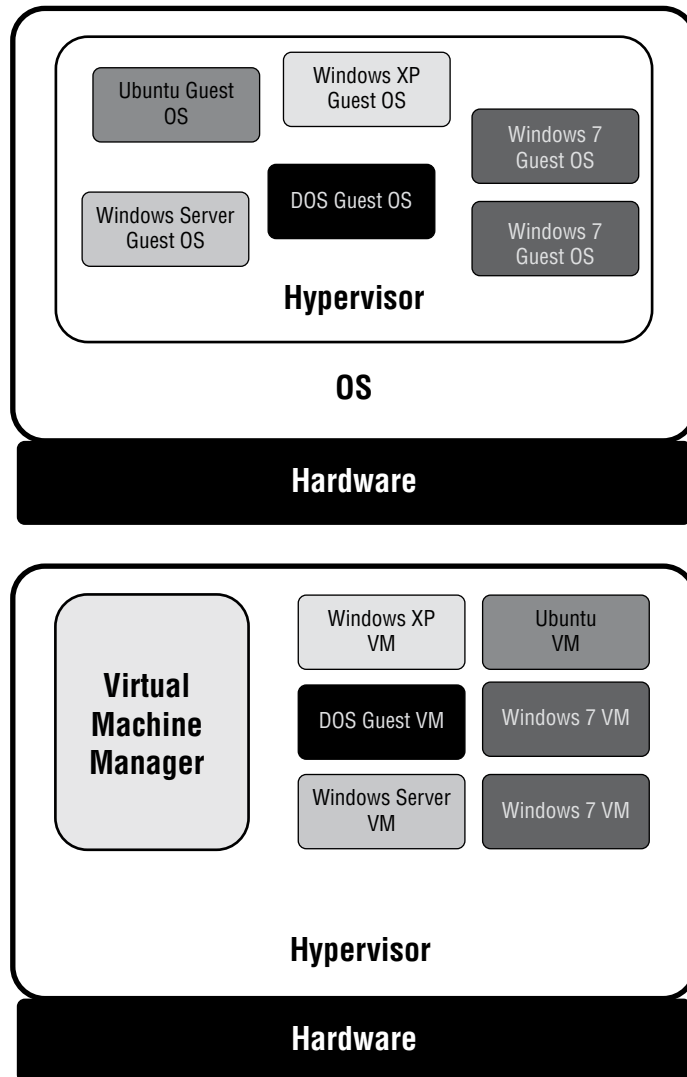 Ubuntu Guest
OS
Windows XP
Guest OS
Windows 7
Guest OS
Windows Server
Guest OS
DOS Guest OS
Windows 7
Guest OS
Hypervisor
OS
Hardware
Virtual
Machine
Manager
Windows XP
VM
Ubuntu
VM
DOS Guest VM
Windows 7 VM
Windows Server
VM
Windows 7 VM
Hypervisor
Hardware